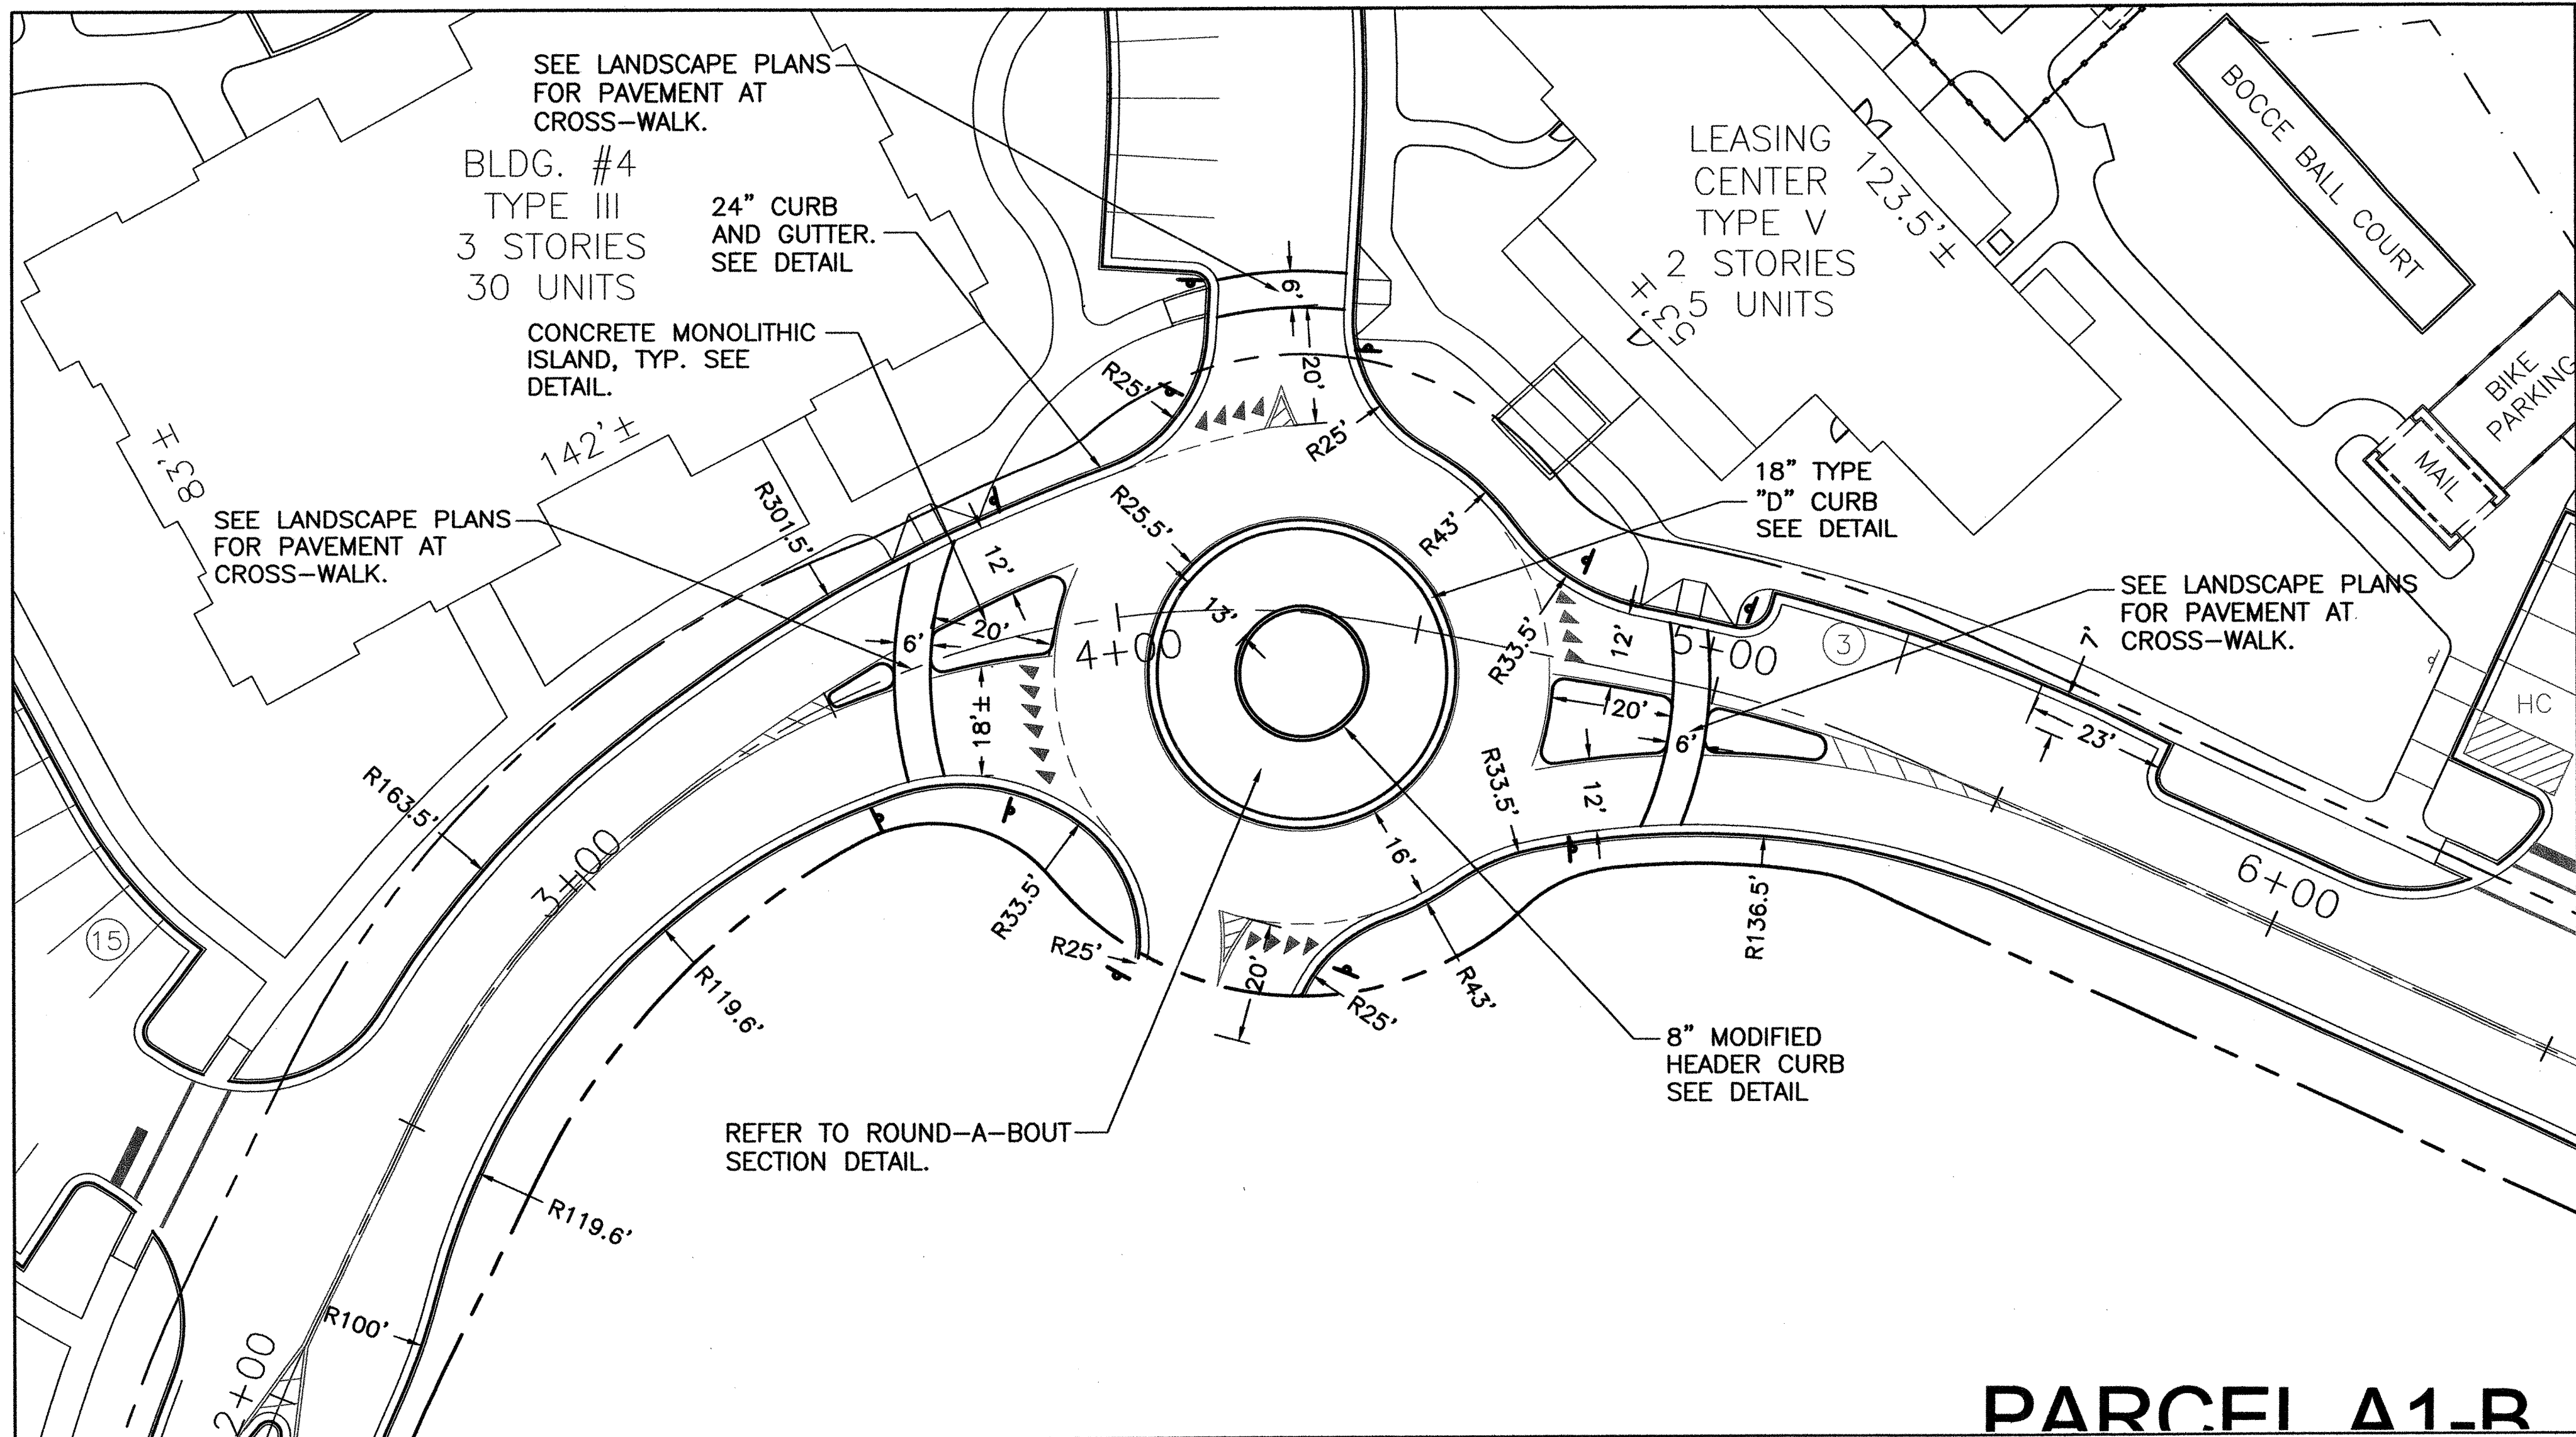 SEE LANDSCAPE PLANS
FOR PAVEMENT AT
CROSS-WALK.
BLDG. #4
TYPE III
3 STORIES
30 UNITS
24" CURB
AND GUTTER.
SEE DETAIL
CONCRETE MONOLITHIC
ISLAND, TYP. SEE
DETAIL.
LEASING
CENTER
TYPE V
2 STORIES
5 UNITS
123.5'±
53'±
BOCCE BALL COURT
BIKE
PARKING
MAIL
HC
6'
20'
R25'
R25'
83'±
142'±
R301.5'
SEE LANDSCAPE PLANS
FOR PAVEMENT AT
CROSS-WALK.
R25.5'
R43'
18" TYPE
"D" CURB
SEE DETAIL
12'
20'
6'
13'
4+00
18'±
R33.5'
12'
5+00
3
SEE LANDSCAPE PLANS
FOR PAVEMENT AT
CROSS-WALK.
7'
23'
20'
6'
R33.5'
12'
R163.5'
3+00
16'
6+00
15
R33.5'
R25'
20'
R25'
R43'
R136.5'
R119.6'
8" MODIFIED
HEADER CURB
SEE DETAIL
REFER TO ROUND-A-BOUT
SECTION DETAIL.
R119.6'
R100'
2+00
PARCEL A1-B